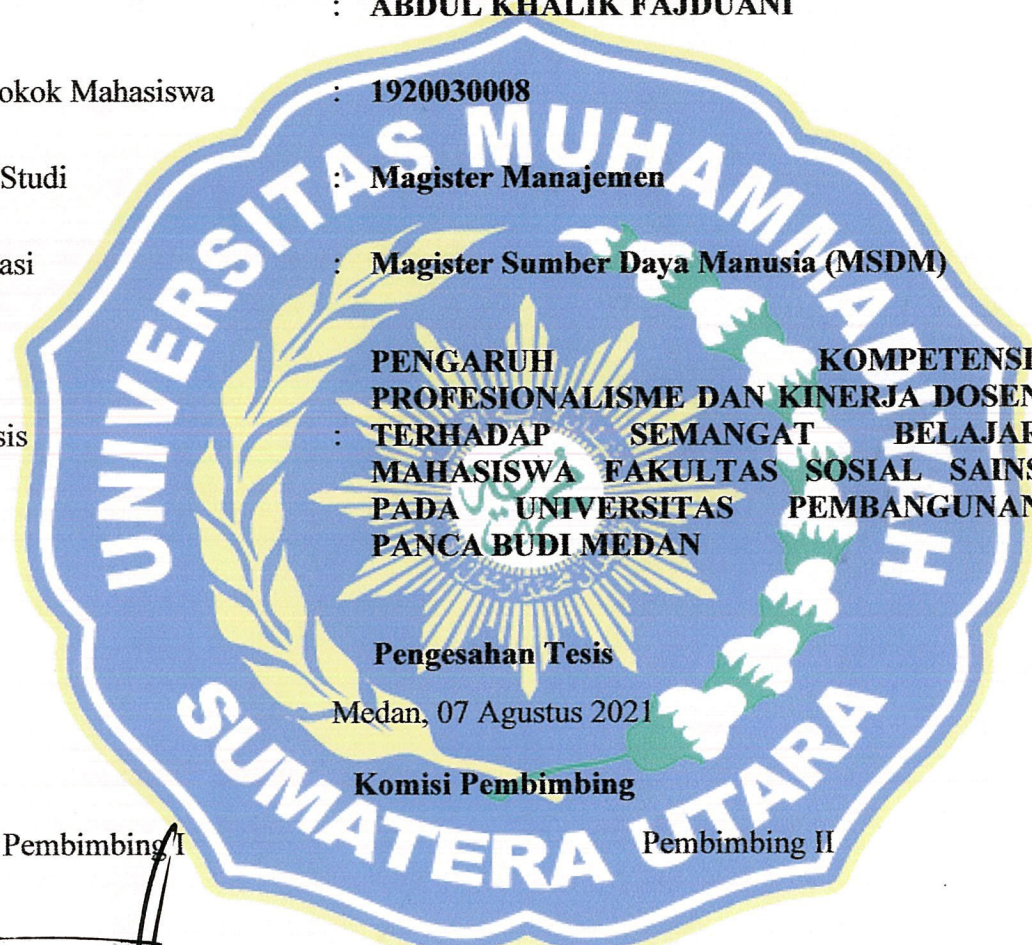 : ABDUL KHALIK FAJDUANI
okok Mahasiswa : 1920030008
Studi : Magister Manajemen
asi : Magister Sumber Daya Manusia (MSDM)
PENGARUH KOMPETENSI
PROFESIONALISME DAN KINERJA DOSEN
sis : TERHADAP SEMANGAT BELAJAR
MAHASISWA FAKULTAS SOSIAL SAINS
PADA UNIVERSITAS PEMBANGUNAN
PANCA BUDI MEDAN
Pengesahan Tesis
Medan, 07 Agustus 2021
Komisi Pembimbing
Pembimbing I Pembimbing II
UNIVERSITAS MUHAMMADIYAH
SUMATERA UTARA